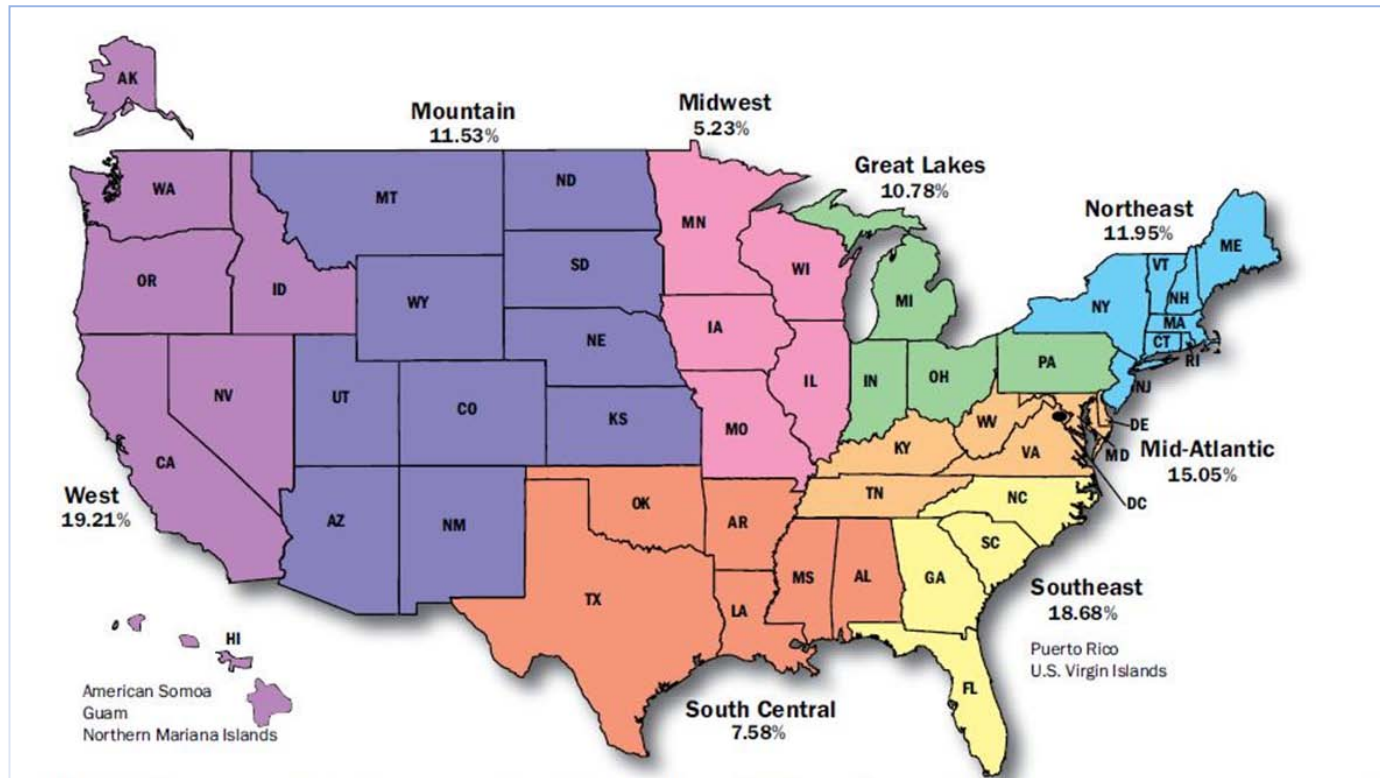 AK
Mountain
11.53%
Midwest
5.23%
Great Lakes
10.78%
Northeast
11.95%
WA
MT
ND
MN
ME
VT
OR
ID
WY
SD
WI
MI
NY
NH
MA
CT
RI
NE
IA
PA
NJ
NV
UT
CO
KS
MO
IL
IN
OH
WV
VA
KY
DE
MD
Mid-Atlantic
15.05%
DC
CA
West
19.21%
AZ
NM
OK
AR
TN
NC
SC
TX
LA
MS
AL
GA
FL
Southeast
18.68%
Puerto Rico
U.S. Virgin Islands
HI
American Somoa
Guam
Northern Mariana Islands
South Central
7.58%